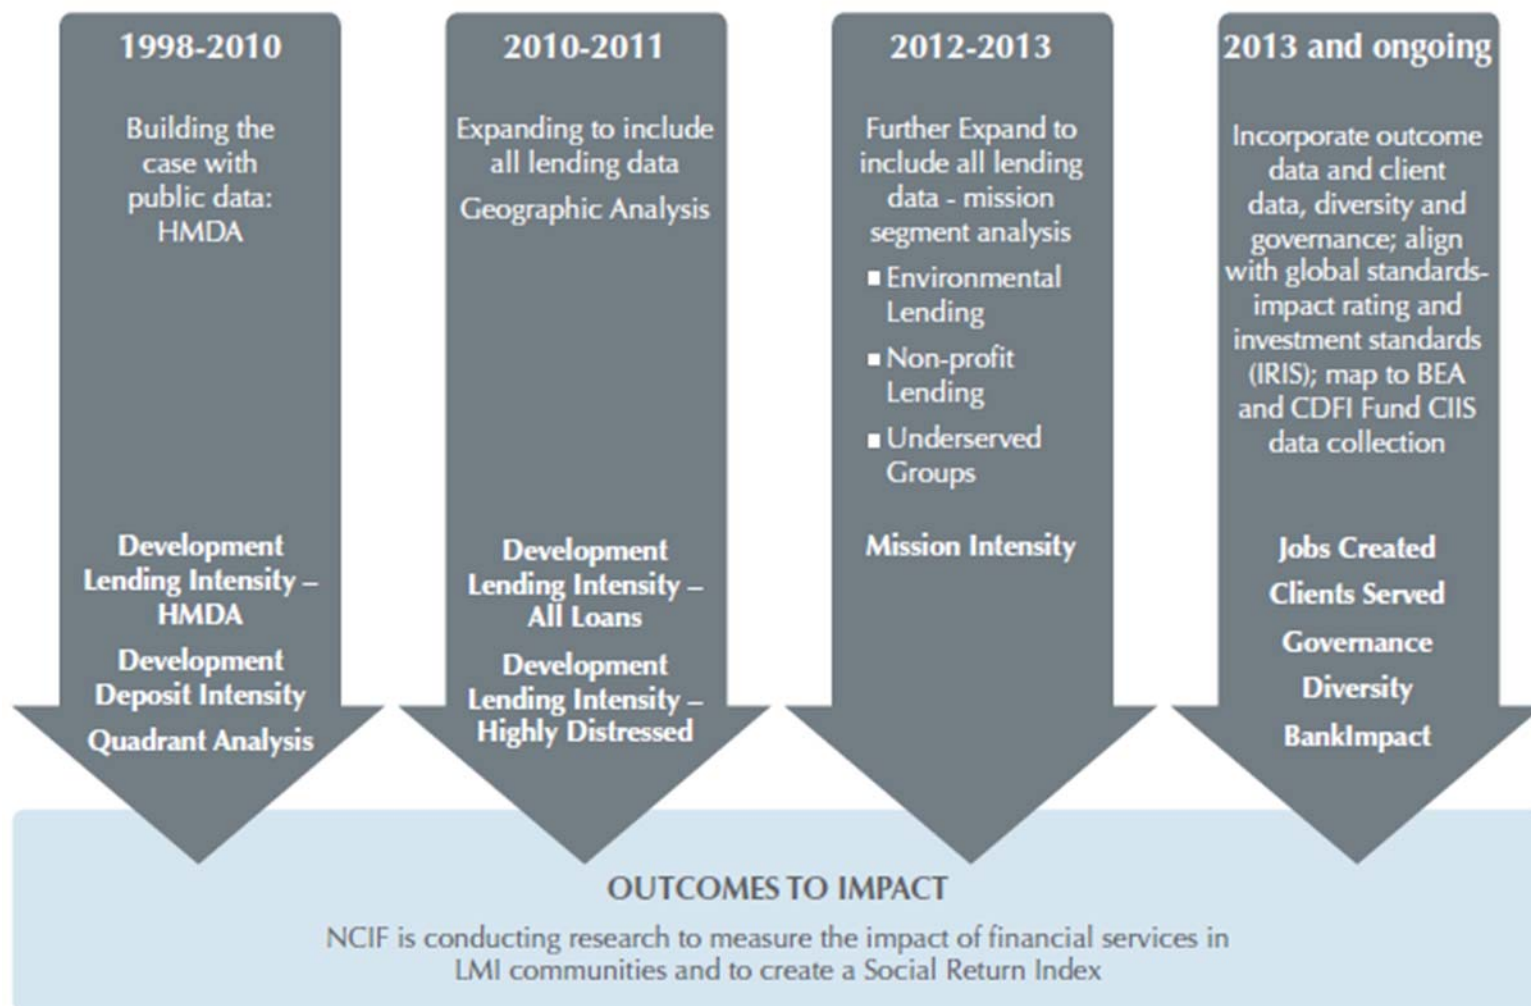 1998-2010
Building the
case with
public data:
HMDA
Development
Lending Intensity –
HMDA
Development
Deposit Intensity
Quadrant Analysis
2010-2011
Expanding to include
all lending data
Geographic Analysis
Development
Lending Intensity –
All Loans
Development
Lending Intensity –
Highly Distressed
2012-2013
Further Expand to
include all lending
data - mission
segment analysis
■ Environmental
Lending
■ Non-profit
Lending
■ Underserved
Groups
Mission Intensity
2013 and ongoing
Incorporate outcome
data and client
data, diversity and
governance; align
with global standards-
impact rating and
investment standards
(IRIS); map to BEA
and CDFI Fund CIIS
data collection
Jobs Created
Clients Served
Governance
Diversity
BankImpact
OUTCOMES TO IMPACT
NCIF is conducting research to measure the impact of financial services in
LMI communities and to create a Social Return Index